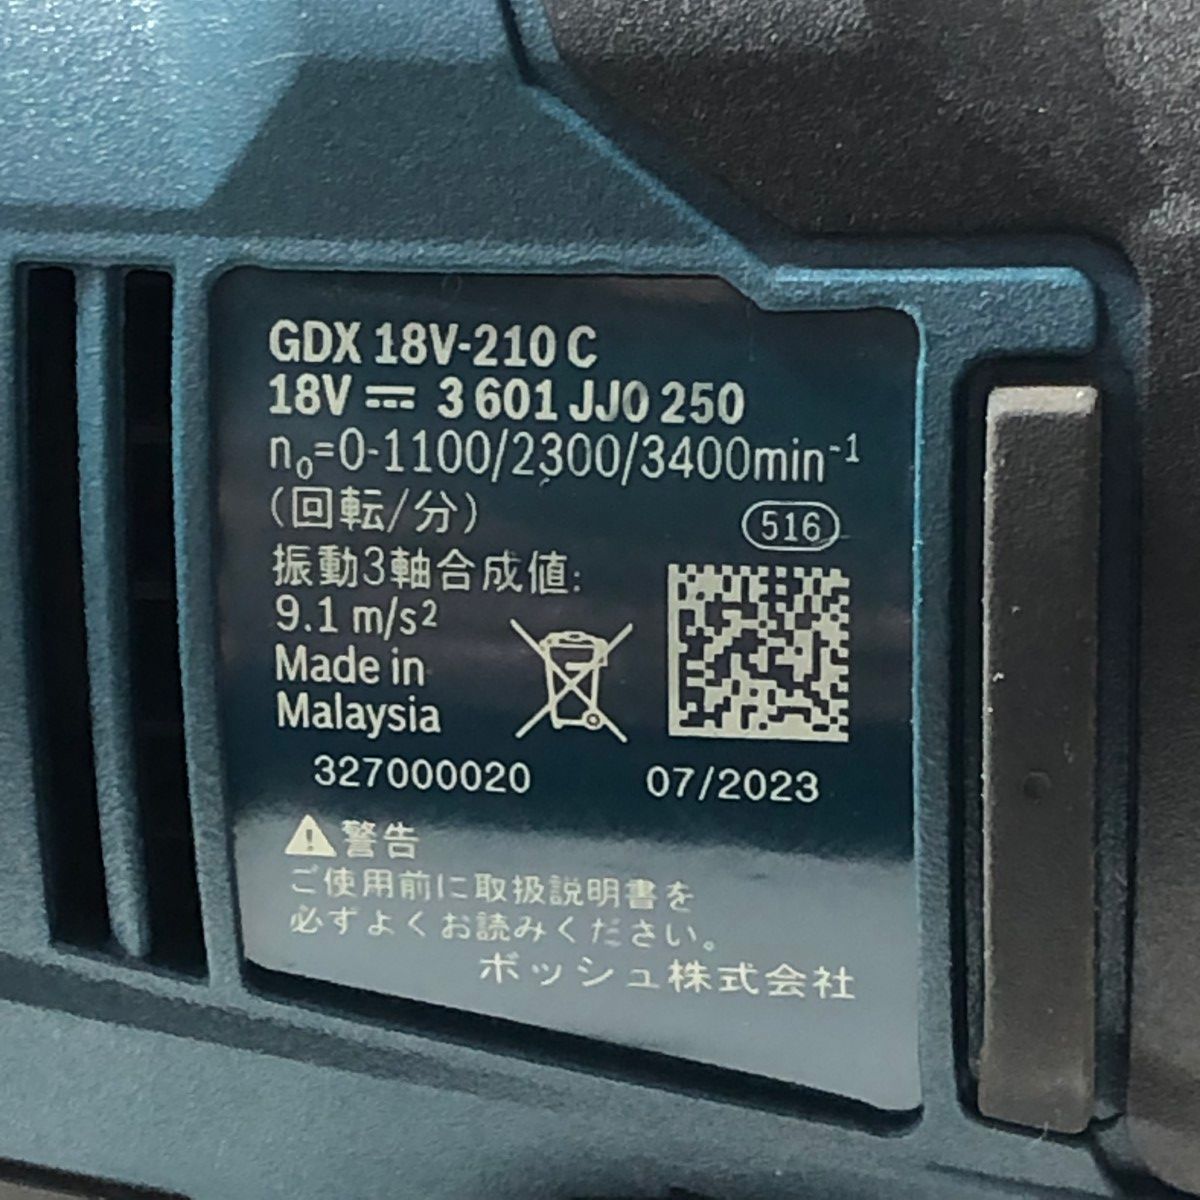 GDX 18V-210 C
18V ⎓ 3 601 JJ0 250
n₀=0-1100/2300/3400min⁻¹
(回転/分)
516
振動3軸合成値:
9.1 m/s²
Made in
Malaysia
327000020 07/2023
⚠警告
ご使用前に取扱説明書を
必ずよくお読みください。
ボッシュ株式会社